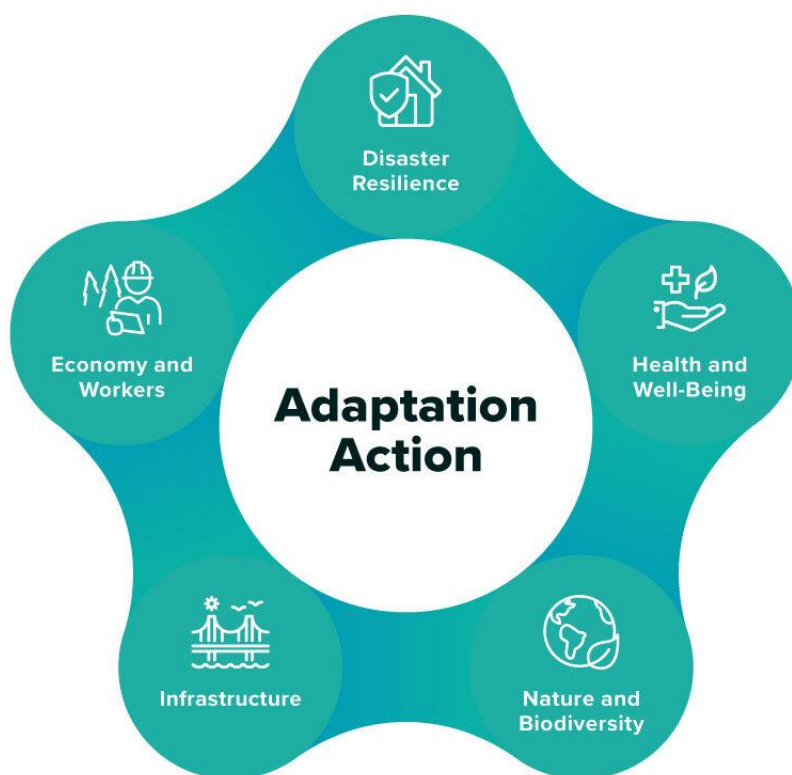 Disaster
Resilience
Economy and
Workers
Health and
Well-Being
Adaptation
Action
Infrastructure
Nature and
Biodiversity